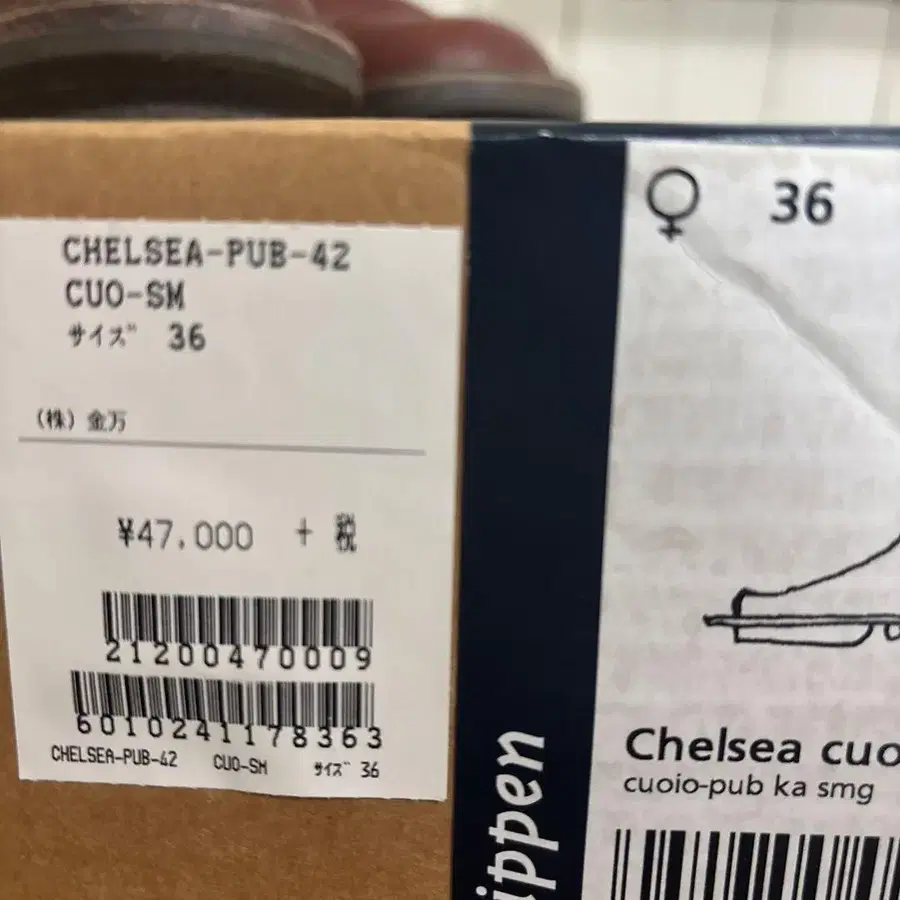 CHELSEA-PUB-42
CUO-SM
サイズ 36
(株) 金万
¥47,000 + 税
21200470009
6010241178363
CHELSEA-PUB-42 CUO-SM サイズ 36
♀ 36
Chelsea cuo
cuoio-pub ka smg
ippen